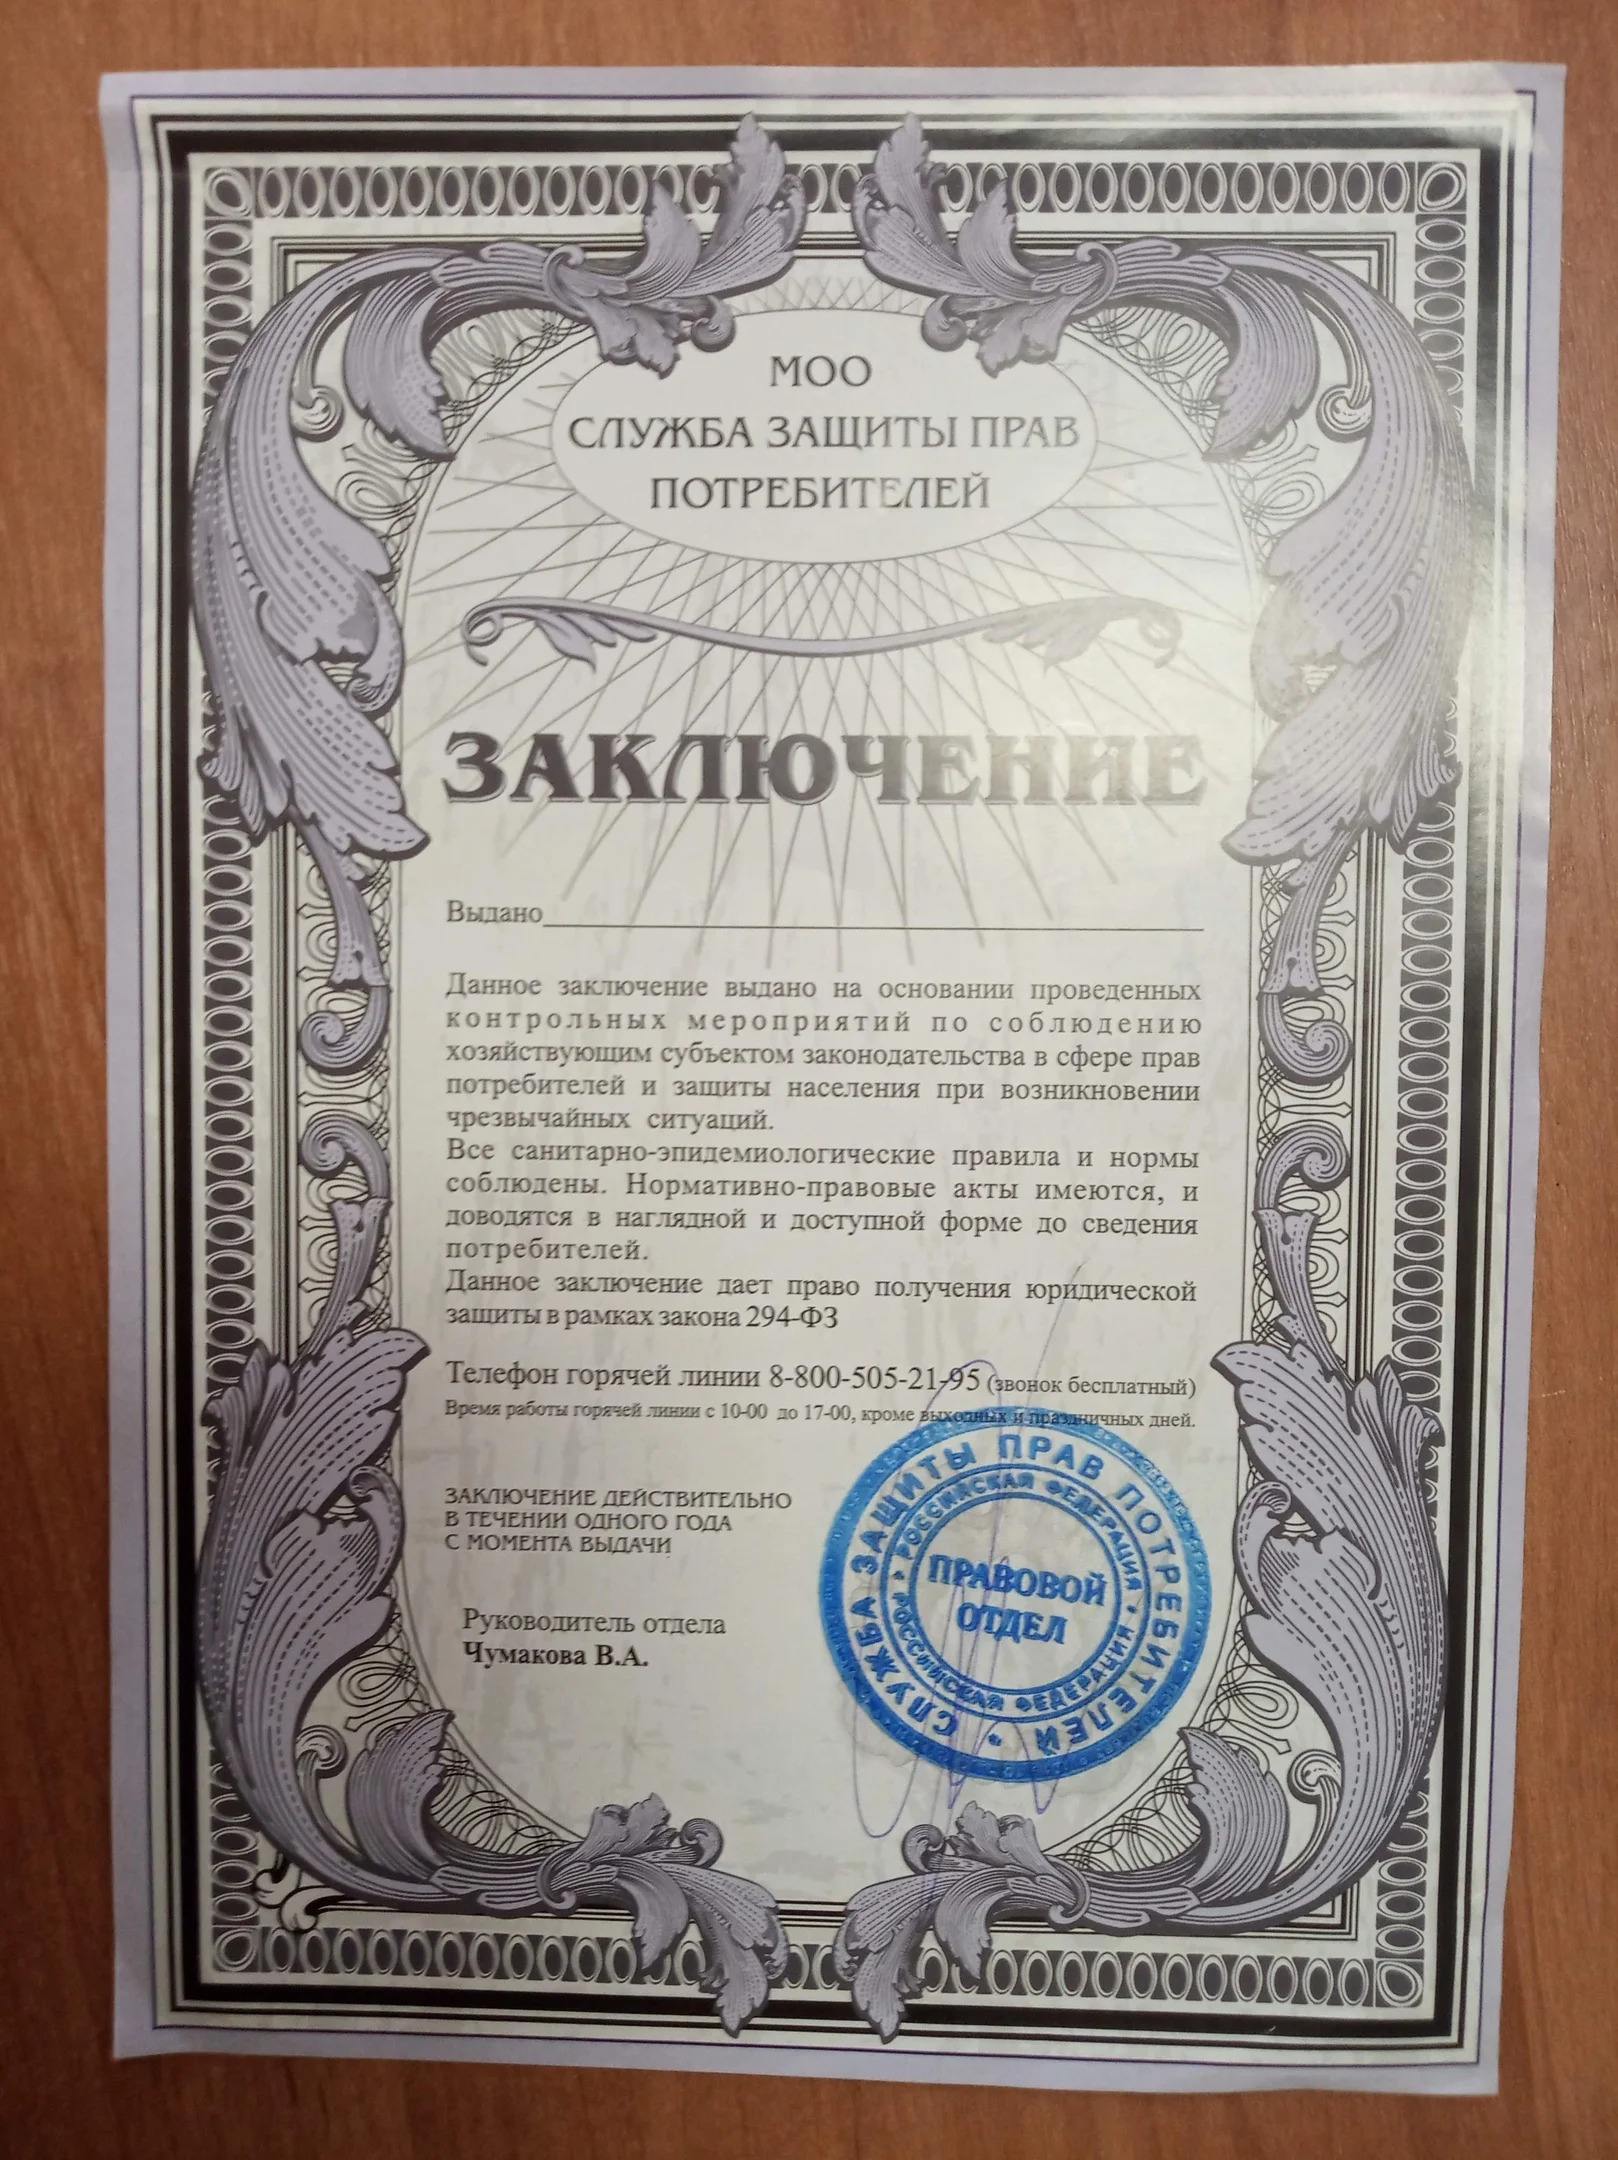 МОО
СЛУЖБА ЗАЩИТЫ ПРАВ
ПОТРЕБИТЕЛЕЙ
ЗАКЛЮЧЕНИЕ
Выдано
Данное заключение выдано на основании проведенных
контрольных мероприятий по соблюдению
хозяйствующим субъектом законодательства в сфере прав
потребителей и защиты населения при возникновении
чрезвычайных ситуаций.
Все санитарно-эпидемиологические правила и нормы
соблюдены. Нормативно-правовые акты имеются, и
доводятся в наглядной и доступной форме до сведения
потребителей.
Данное заключение дает право получения юридической
защиты в рамках закона 294-ФЗ
Телефон горячей линии 8-800-505-21-95 (звонок бесплатный)
Время работы горячей линии с 10-00 до 17-00, кроме выходных и праздничных дней.
ЗАКЛЮЧЕНИЕ ДЕЙСТВИТЕЛЬНО
В ТЕЧЕНИИ ОДНОГО ГОДА
С МОМЕНТА ВЫДАЧИ
Руководитель отдела
Чумакова В.А.
СЛУЖБА ЗАЩИТЫ ПРАВ ПОТРЕБИТЕЛЕЙ •
РОССИЙСКАЯ ФЕДЕРАЦИЯ • РОССИЙСКАЯ ФЕДЕРАЦИЯ •
ПРАВОВОЙ
ОТДЕЛ